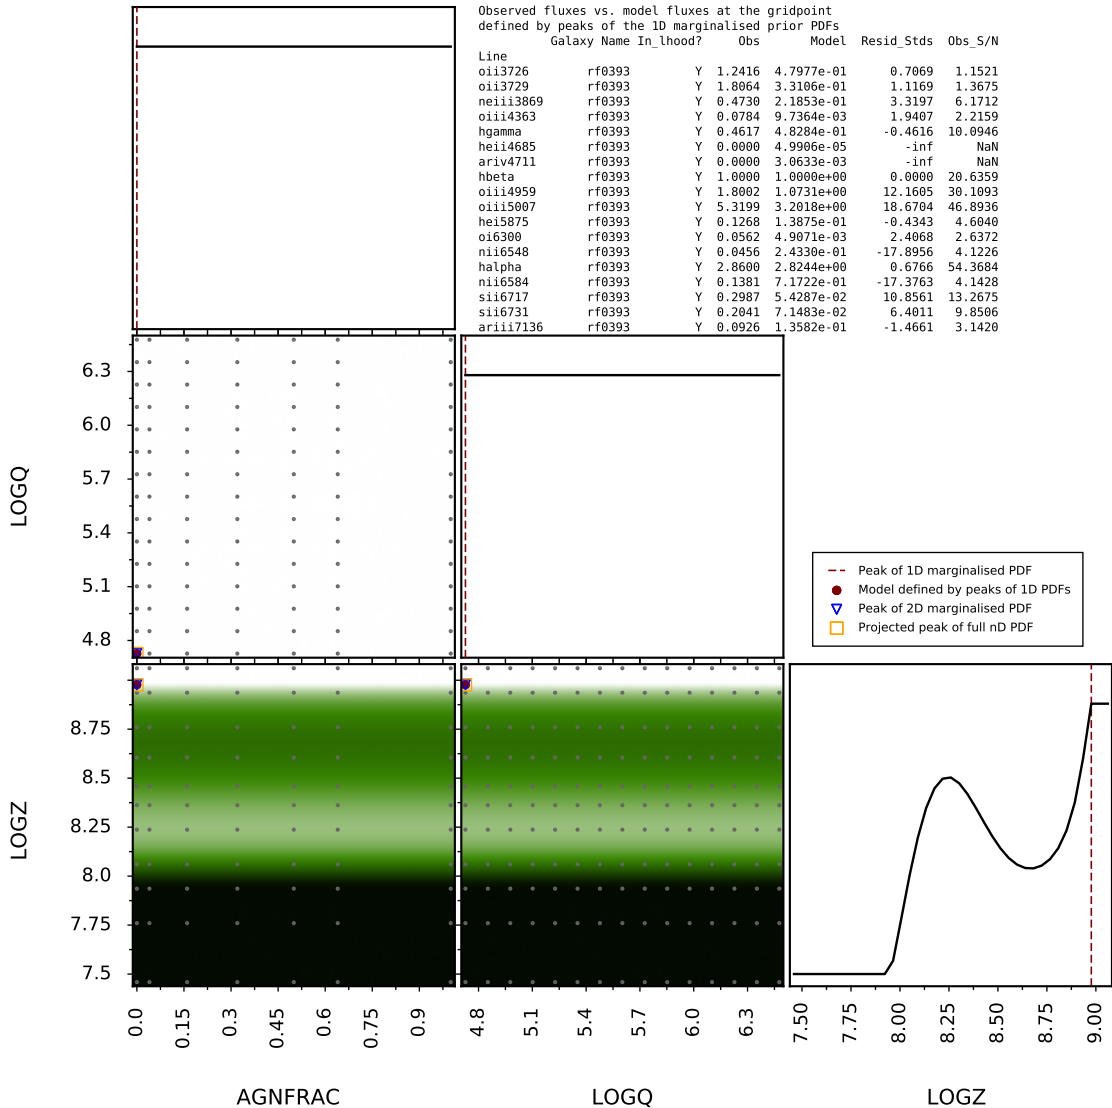 Observed fluxes vs. model fluxes at the gridpoint
defined by peaks of the 1D marginalised prior PDFs
Galaxy Name In_lhood? Obs Model Resid_Stds Obs_S/N
Line
oii3726 rf0393 Y 1.2416 4.7977e-01 0.7069 1.1521
oii3729 rf0393 Y 1.8064 3.3106e-01 1.1169 1.3675
neiii3869 rf0393 Y 0.4730 2.1853e-01 3.3197 6.1712
oiii4363 rf0393 Y 0.0784 9.7364e-03 1.9407 2.2159
hgamma rf0393 Y 0.4617 4.8284e-01 -0.4616 10.0946
heii4685 rf0393 Y 0.0000 4.9906e-05 -inf NaN
ariv4711 rf0393 Y 0.0000 3.0633e-03 -inf NaN
hbeta rf0393 Y 1.0000 1.0000e+00 0.0000 20.6359
oiii4959 rf0393 Y 1.8002 1.0731e+00 12.1605 30.1093
oiii5007 rf0393 Y 5.3199 3.2018e+00 18.6704 46.8936
hei5875 rf0393 Y 0.1268 1.3875e-01 -0.4343 4.6040
oi6300 rf0393 Y 0.0562 4.9071e-03 2.4068 2.6372
nii6548 rf0393 Y 0.0456 2.4330e-01 -17.8956 4.1226
halpha rf0393 Y 2.8600 2.8244e+00 0.6766 54.3684
nii6584 rf0393 Y 0.1381 7.1722e-01 -17.3763 4.1428
sii6717 rf0393 Y 0.2987 5.4287e-02 10.8561 13.2675
sii6731 rf0393 Y 0.2041 7.1483e-02 6.4011 9.8506
ariii7136 rf0393 Y 0.0926 1.3582e-01 -1.4661 3.1420
6.3
6.0
5.7
5.4
5.1
4.8
LOGQ
Peak of 1D marginalised PDF
Model defined by peaks of 1D PDFs
Peak of 2D marginalised PDF
Projected peak of full nD PDF
8.75
8.5
8.25
8.0
7.75
7.5
LOGZ
0.0 0.15 0.3 0.45 0.6 0.75 0.9
4.8 5.1 5.4 5.7 6.0 6.3
7.50 7.75 8.00 8.25 8.50 8.75 9.00
AGNFRAC
LOGQ
LOGZ